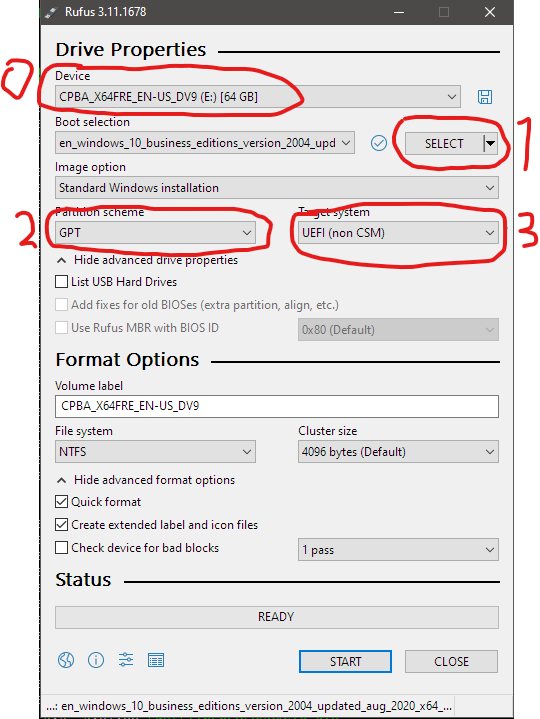 Rufus 3.11.1678
Drive Properties
0
Device
CPBA_X64FRE_EN-US_DV9 (E:) [64 GB]
Boot selection
en_windows_10_business_editions_version_2004_upd
SELECT
1
Image option
Standard Windows installation
2
Partition scheme
Target system
GPT
UEFI (non CSM)
3
Hide advanced drive properties
List USB Hard Drives
Add fixes for old BIOSes (extra partition, align, etc.)
Use Rufus MBR with BIOS ID
0x80 (Default)
Format Options
Volume label
CPBA_X64FRE_EN-US_DV9
File system
Cluster size
NTFS
4096 bytes (Default)
Hide advanced format options
Quick format
Create extended label and icon files
Check device for bad blocks
1 pass
Status
READY
START
CLOSE
...: en_windows_10_business_editions_version_2004_updated_aug_2020_x64_...